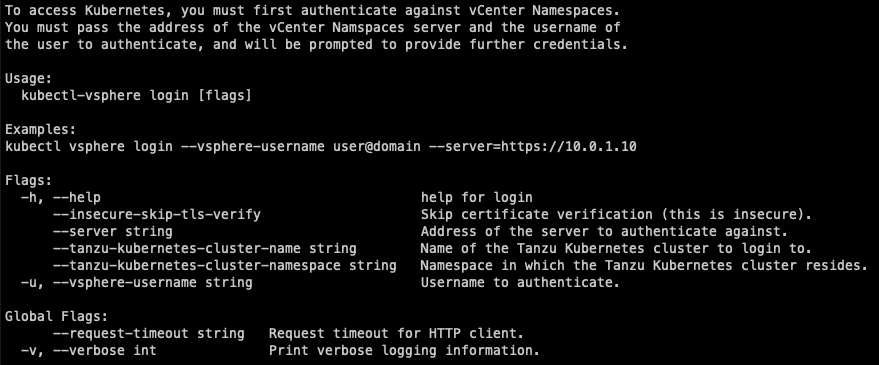 To access Kubernetes, you must first authenticate against vCenter Namespaces.
You must pass the address of the vCenter Namspaces server and the username of
the user to authenticate, and will be prompted to provide further credentials.

Usage:
  kubectl-vsphere login [flags]

Examples:
kubectl vsphere login --vsphere-username user@domain --server=https://10.0.1.10

Flags:
  -h, --help                                      help for login
      --insecure-skip-tls-verify                  Skip certificate verification (this is insecure).
      --server string                             Address of the server to authenticate against.
      --tanzu-kubernetes-cluster-name string      Name of the Tanzu Kubernetes cluster to login to.
      --tanzu-kubernetes-cluster-namespace string Namespace in which the Tanzu Kubernetes cluster resides.
  -u, --vsphere-username string                   Username to authenticate.

Global Flags:
      --request-timeout string   Request timeout for HTTP client.
  -v, --verbose int              Print verbose logging information.